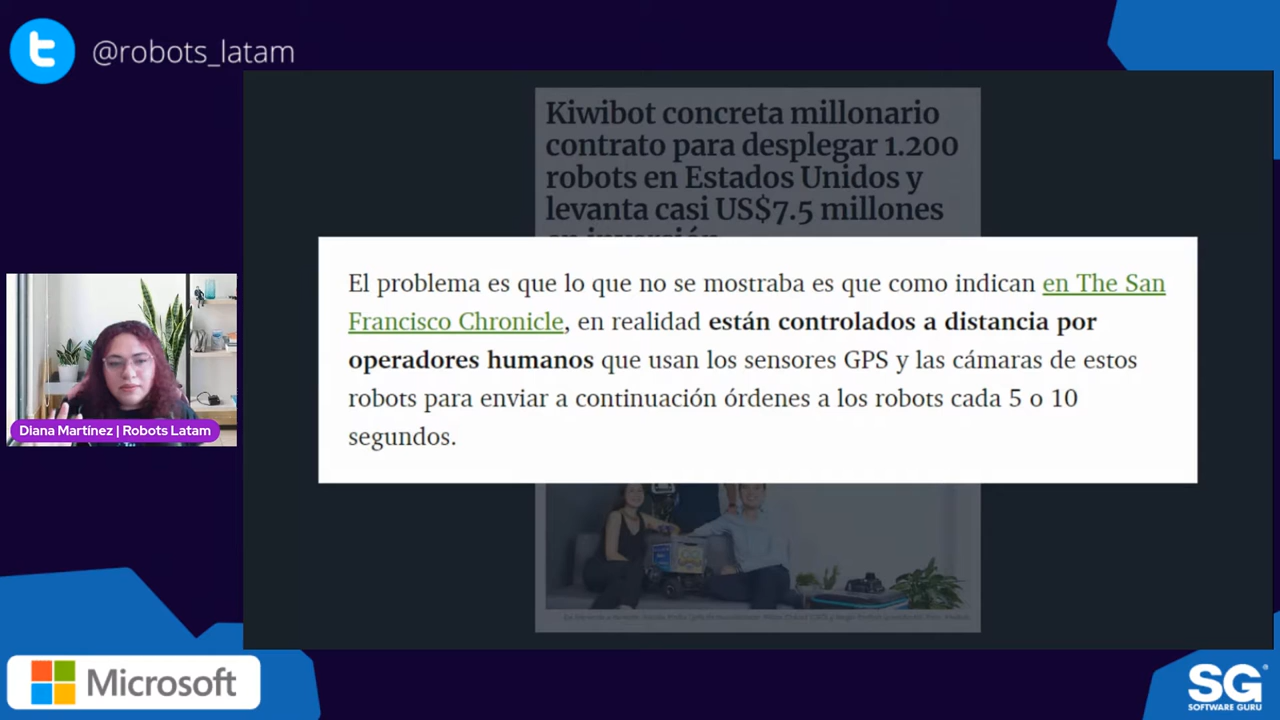 @robots_latam
Kiwibot concreta millonario
contrato para desplegar 1.200
robots en Estados Unidos y
levanta casi US$7.5 millones
en inversión
El problema es que lo que no se mostraba es que como indican en The San
Francisco Chronicle, en realidad están controlados a distancia por
operadores humanos que usan los sensores GPS y las cámaras de estos
robots para enviar a continuación órdenes a los robots cada 5 o 10
segundos.
Diana Martínez | Robots Latam
Microsoft
SG
SOFTWARE GURU